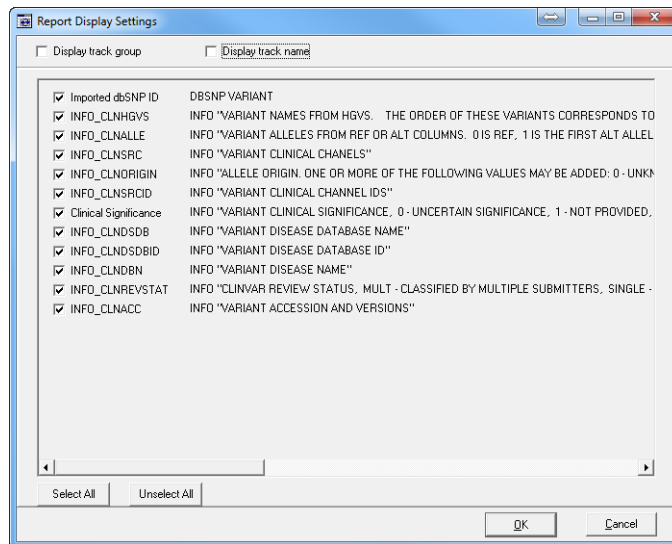 Report Display Settings
Display track group Display track name
Imported dbSNP ID DBSNP VARIANT
INFO_CLNHGVS INFO "VARIANT NAMES FROM HGVS. THE ORDER OF THESE VARIANTS CORRESPONDS TO
INFO_CLNALLE INFO "VARIANT ALLELES FROM REF OR ALT COLUMNS. 0 IS REF, 1 IS THE FIRST ALT ALLEL
INFO_CLNSRC INFO "VARIANT CLINICAL CHANELS"
INFO_CLNORIGIN INFO "ALLELE ORIGIN. ONE OR MORE OF THE FOLLOWING VALUES MAY BE ADDED: 0 - UNKN
INFO_CLNSRCID INFO "VARIANT CLINICAL CHANNEL IDS"
Clinical Significance INFO "VARIANT CLINICAL SIGNIFICANCE, 0 - UNCERTAIN SIGNIFICANCE, 1 - NOT PROVIDED,
INFO_CLNDSDB INFO "VARIANT DISEASE DATABASE NAME"
INFO_CLNDSDBID INFO "VARIANT DISEASE DATABASE ID"
INFO_CLNDBN INFO "VARIANT DISEASE NAME"
INFO_CLNREVSTAT INFO "CLINVAR REVIEW STATUS, MULT - CLASSIFIED BY MULTIPLE SUBMITTERS, SINGLE -
INFO_CLNACC INFO "VARIANT ACCESSION AND VERSIONS"
Select All Unselect All
OK Cancel